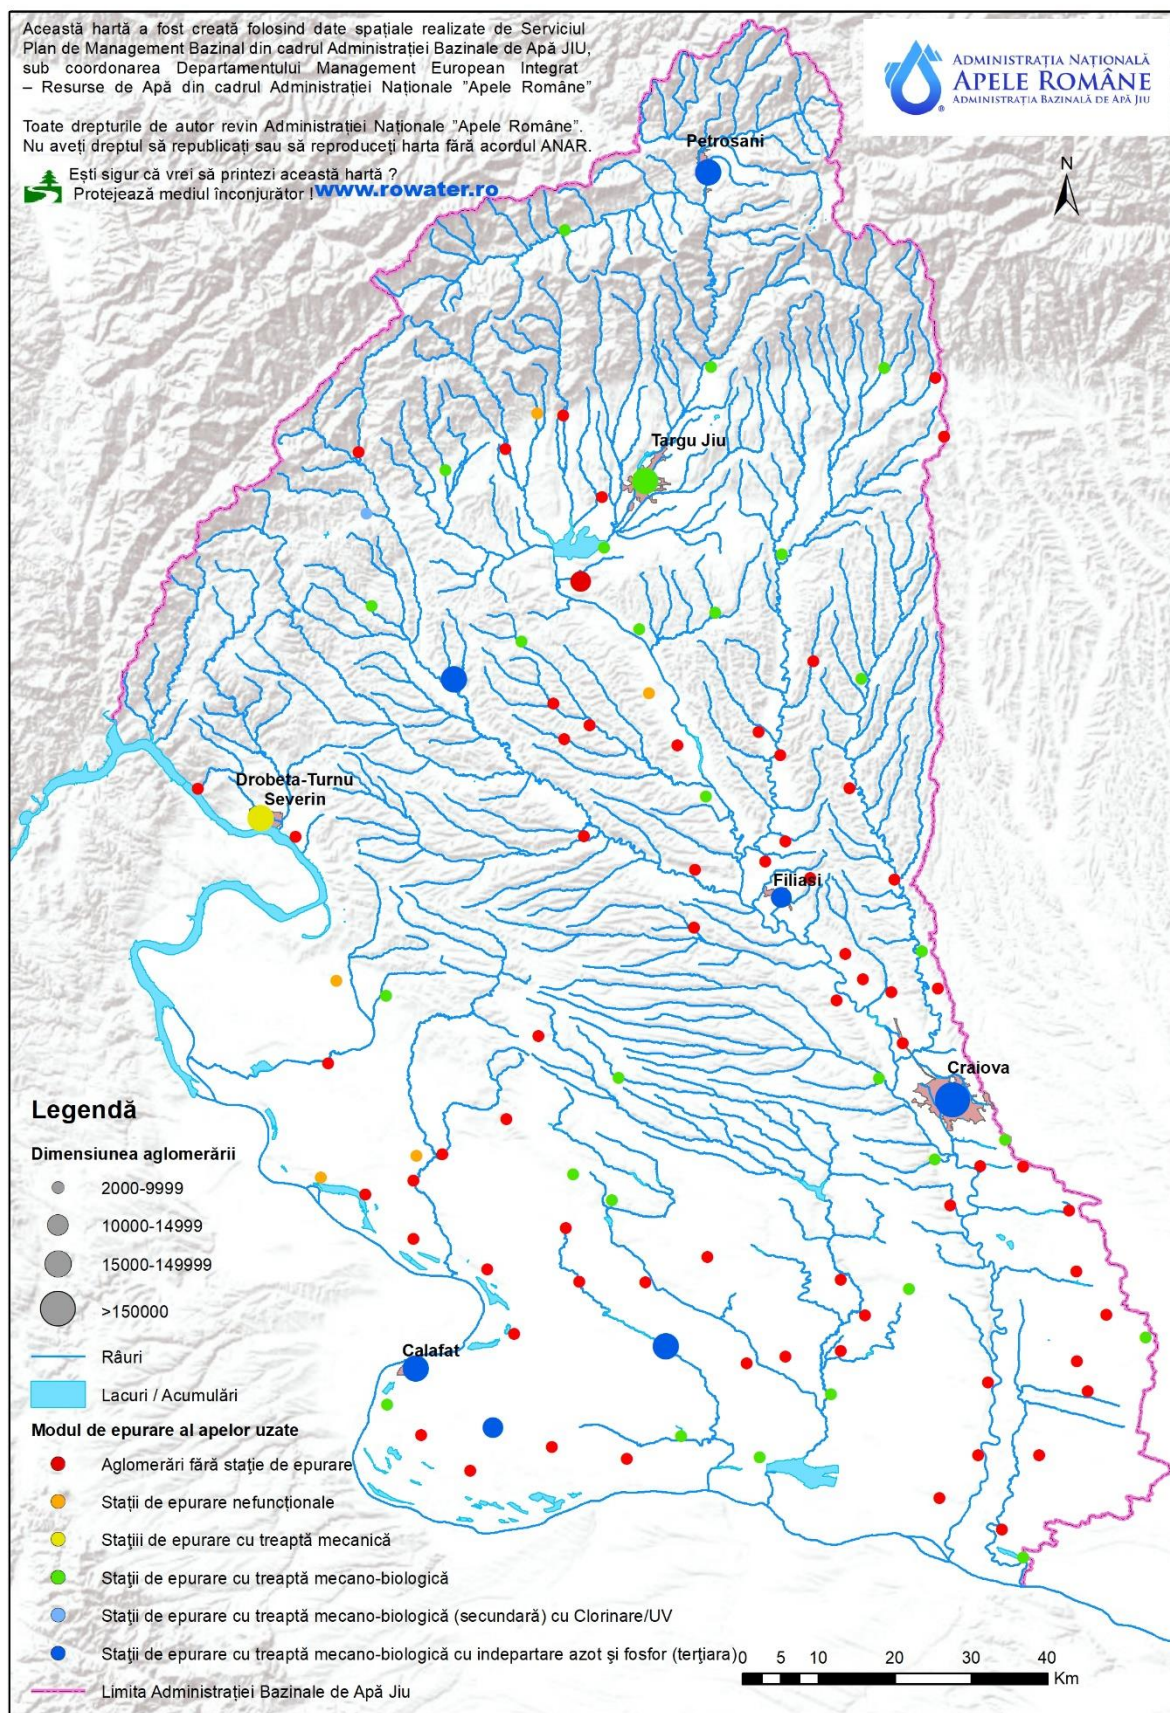 Această hartă a fost creată folosind date spațiale realizate de Serviciul
Plan de Management Bazinal din cadrul Administrației Bazinale de Apă JIU,
sub coordonarea Departamentului Management European Integrat
– Resurse de Apă din cadrul Administrației Naționale "Apele Române"
Toate drepturile de autor revin Administrației Naționale "Apele Române".
Nu aveți dreptul să republicați sau să reproduceți harta fără acordul ANAR.
Ești sigur că vrei să printezi această hartă ?
Protejează mediul înconjurător ! www.rowater.ro
ADMINISTRAȚIA NAȚIONALĂ
APELE ROMÂNE
ADMINISTRAȚIA BAZINALĂ DE APĂ JIU
®
N
Petrosani
Targu Jiu
Drobeta-Turnu
Severin
Filiasi
Craiova
Calafat
Legendă
Dimensiunea aglomerării
2000-9999
10000-14999
15000-149999
>150000
Râuri
Lacuri / Acumulări
Modul de epurare al apelor uzate
Aglomerări fără stație de epurare
Stații de epurare nefuncționale
Stațiii de epurare cu treaptă mecanică
Stații de epurare cu treaptă mecano-biologică
Stații de epurare cu treaptă mecano-biologică (secundară) cu Clorinare/UV
Stații de epurare cu treaptă mecano-biologică cu indepartare azot și fosfor (terțiara)
Limita Administrației Bazinale de Apă Jiu
0 5 10 20 30 40
Km